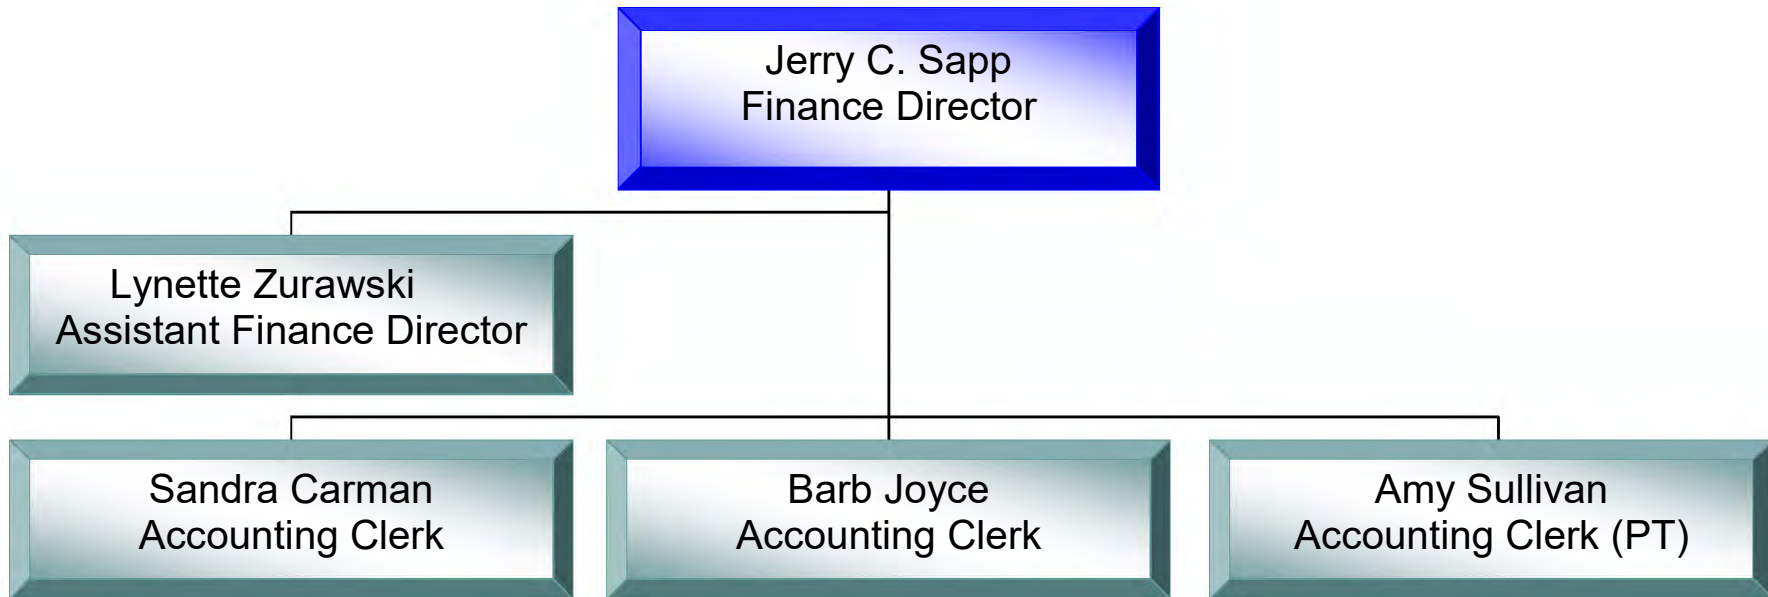 Jerry C. Sapp
Finance Director
Lynette Zurawski
Assistant Finance Director
Sandra Carman
Accounting Clerk
Barb Joyce
Accounting Clerk
Amy Sullivan
Accounting Clerk (PT)